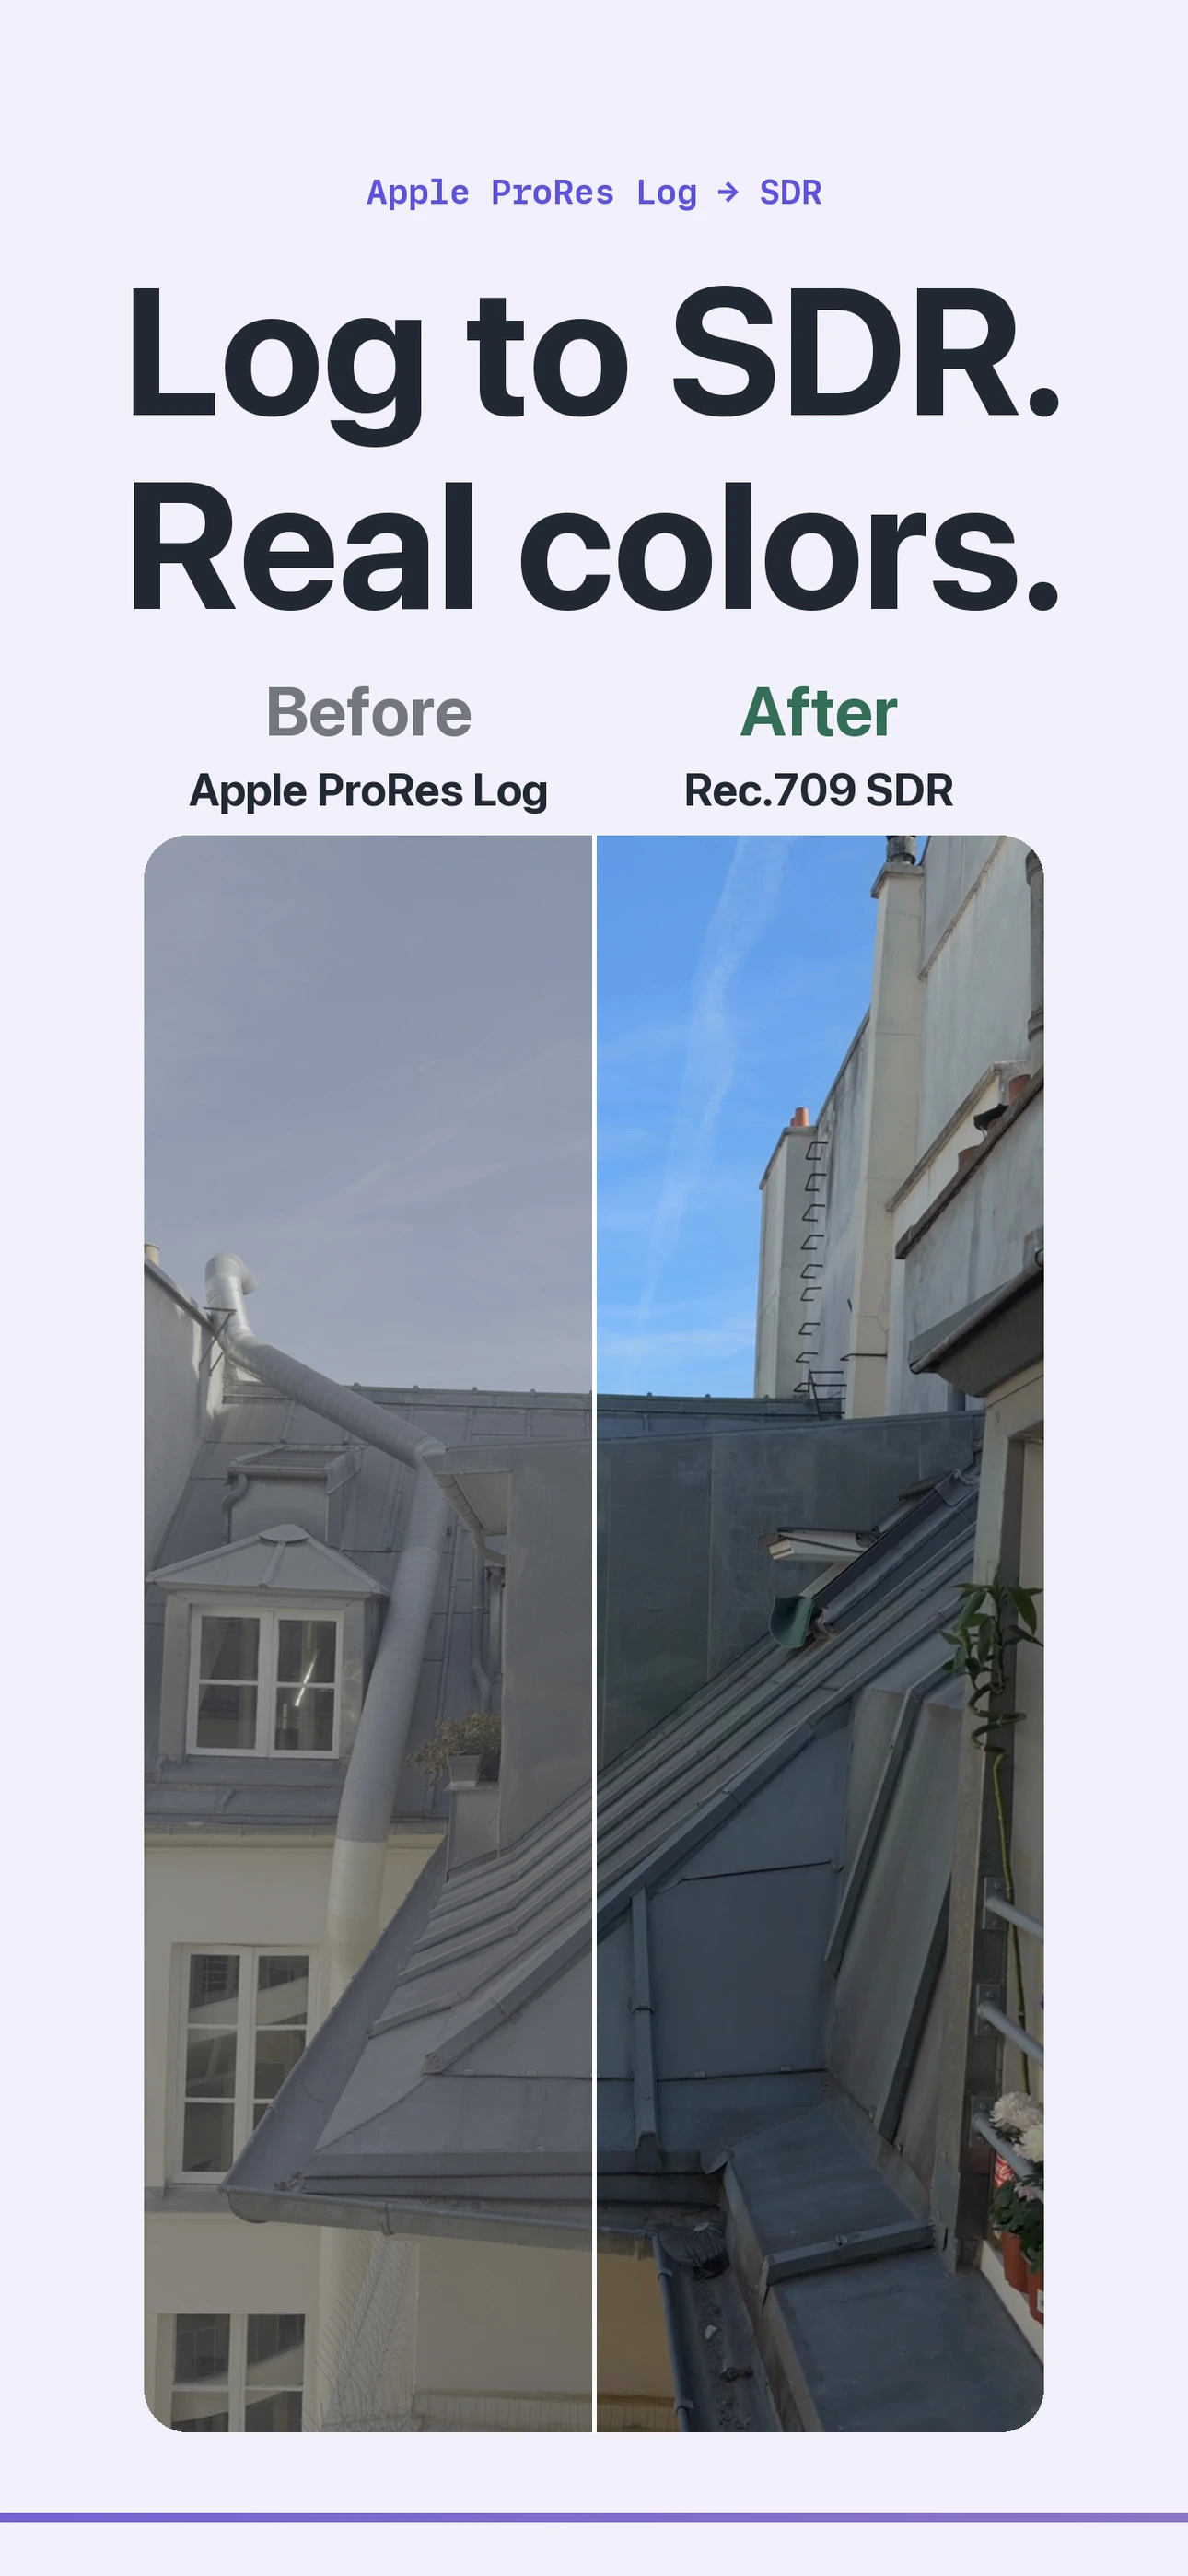 Apple ProRes Log → SDR
Log to SDR.
Real colors.
Before
After
Apple ProRes Log
Rec.709 SDR